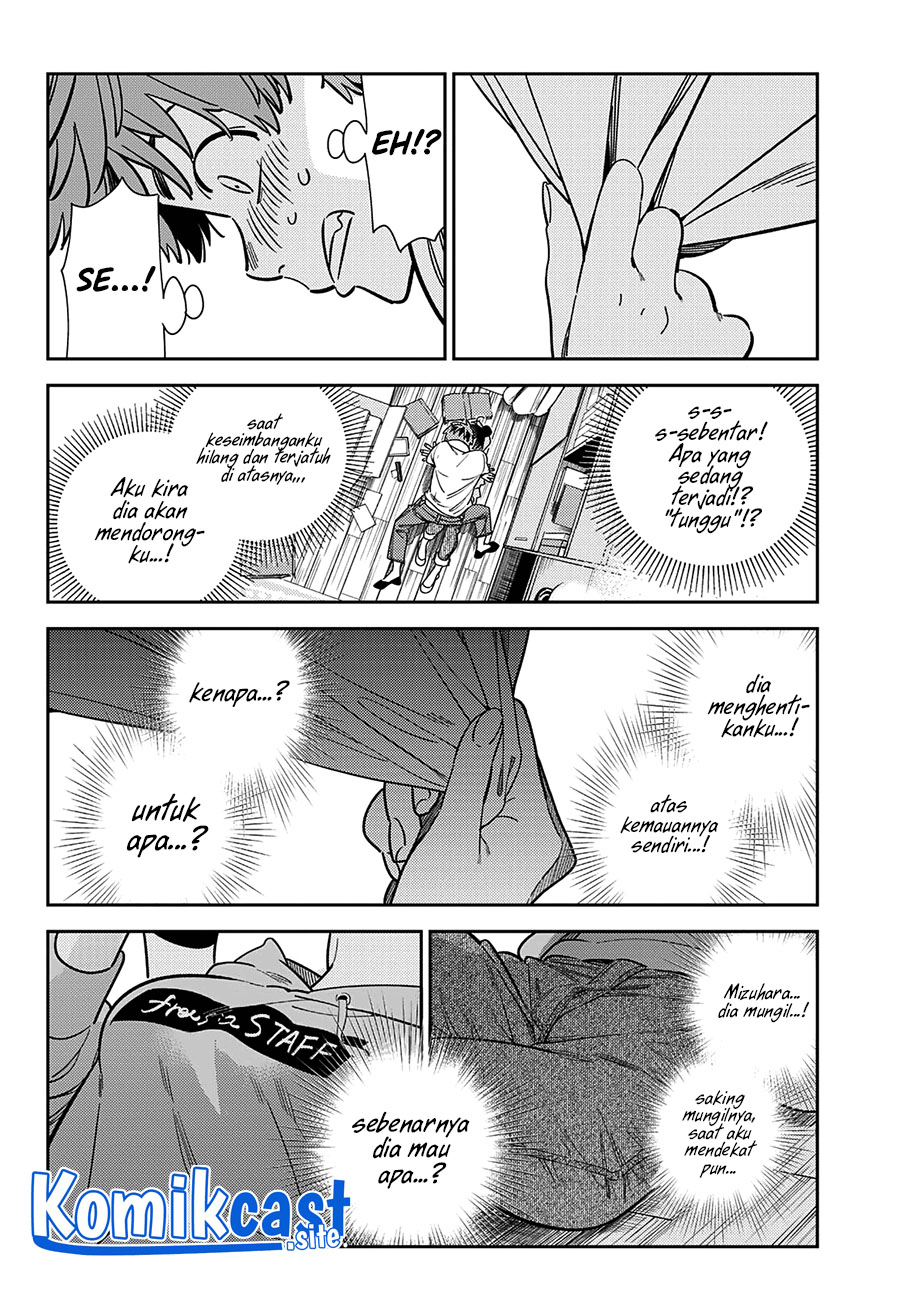 EH!?
SE...!
s-s-
s-sebentar!
Apa yang
sedang
terjadi!?
"tunggu"!?
saat
keseimbanganku
hilang dan terjatuh
di atasnya,,,
Aku kira
dia akan
mendorong-
ku...!
dia
menghenti-
kanku...!
atas
kemauannya
sendiri...!
kenapa...?
untuk
apa...?
Mizuhara...
dia mungil...!
saking
mungilnya,
saat aku
mendekat
pun...
sebenarnya
dia mau
apa...?
STAFF
Komikcast
.site